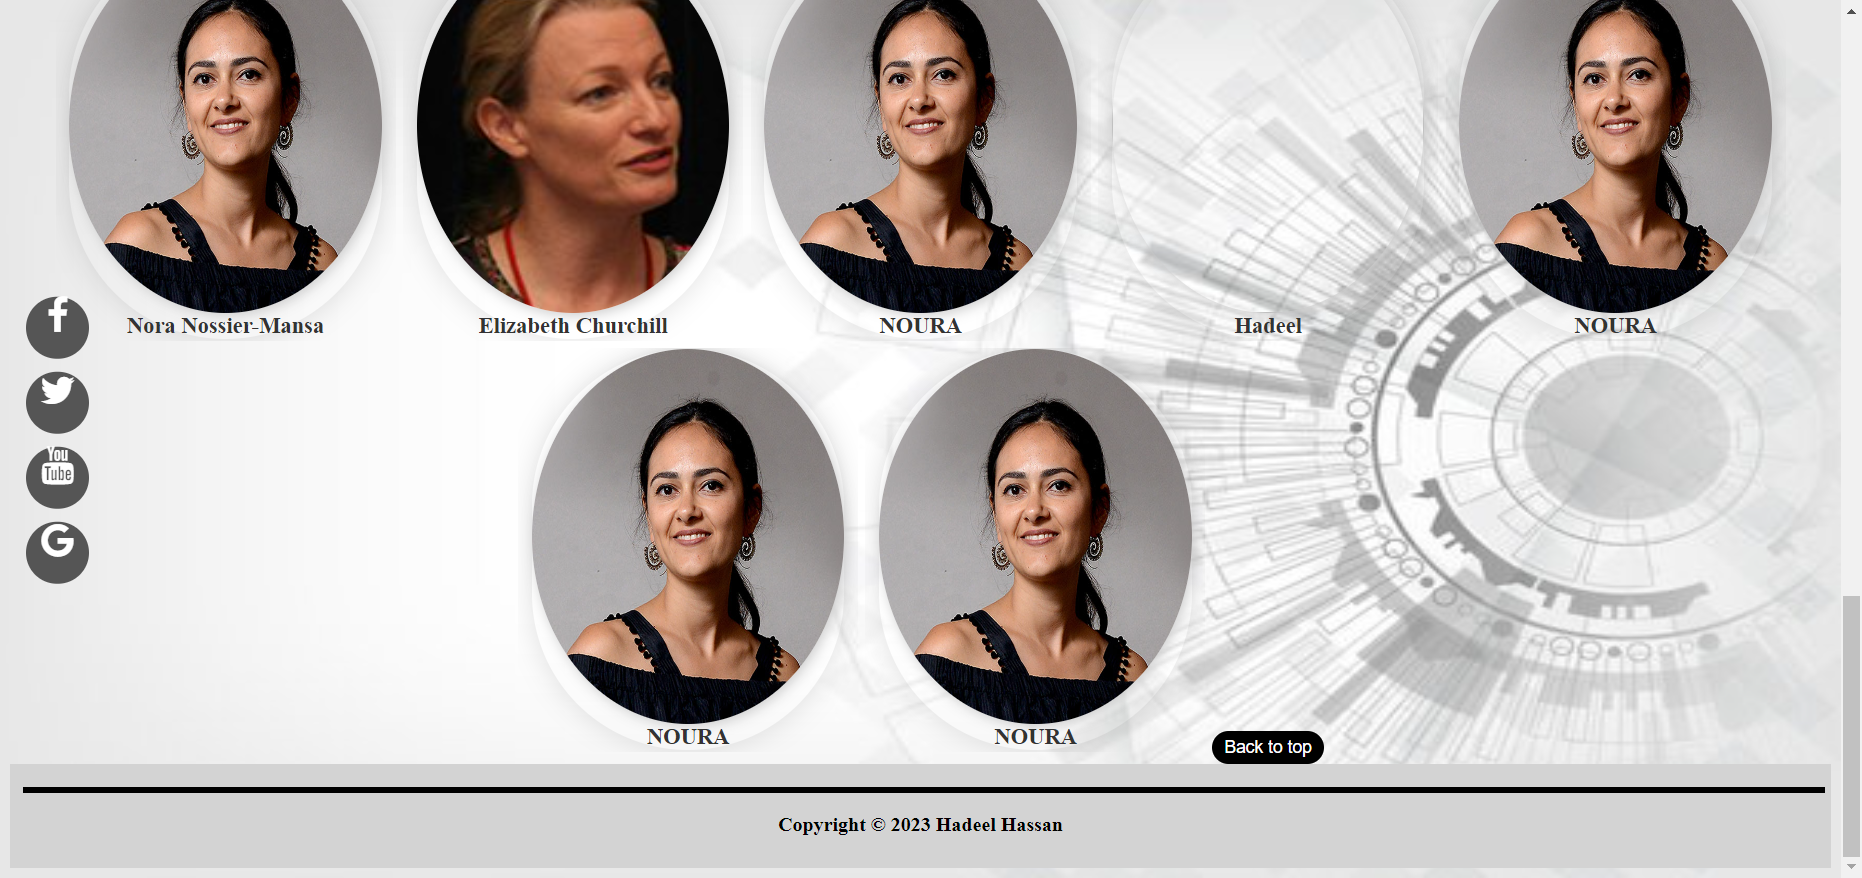 Nora Nossier-Mansa
Elizabeth Churchill
NOURA
Hadeel
NOURA
You
Tube
G
NOURA
NOURA
Back to top
Copyright © 2023 Hadeel Hassan